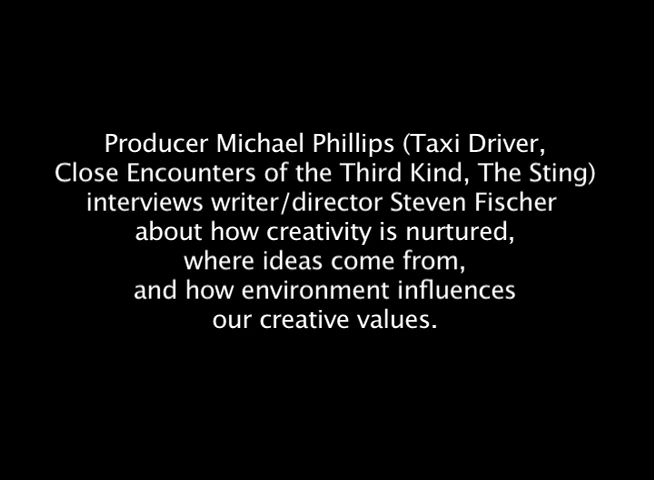 Producer Michael Phillips (Taxi Driver,
Close Encounters of the Third Kind, The Sting)
interviews writer/director Steven Fischer
about how creativity is nurtured,
where ideas come from,
and how environment influences
our creative values.